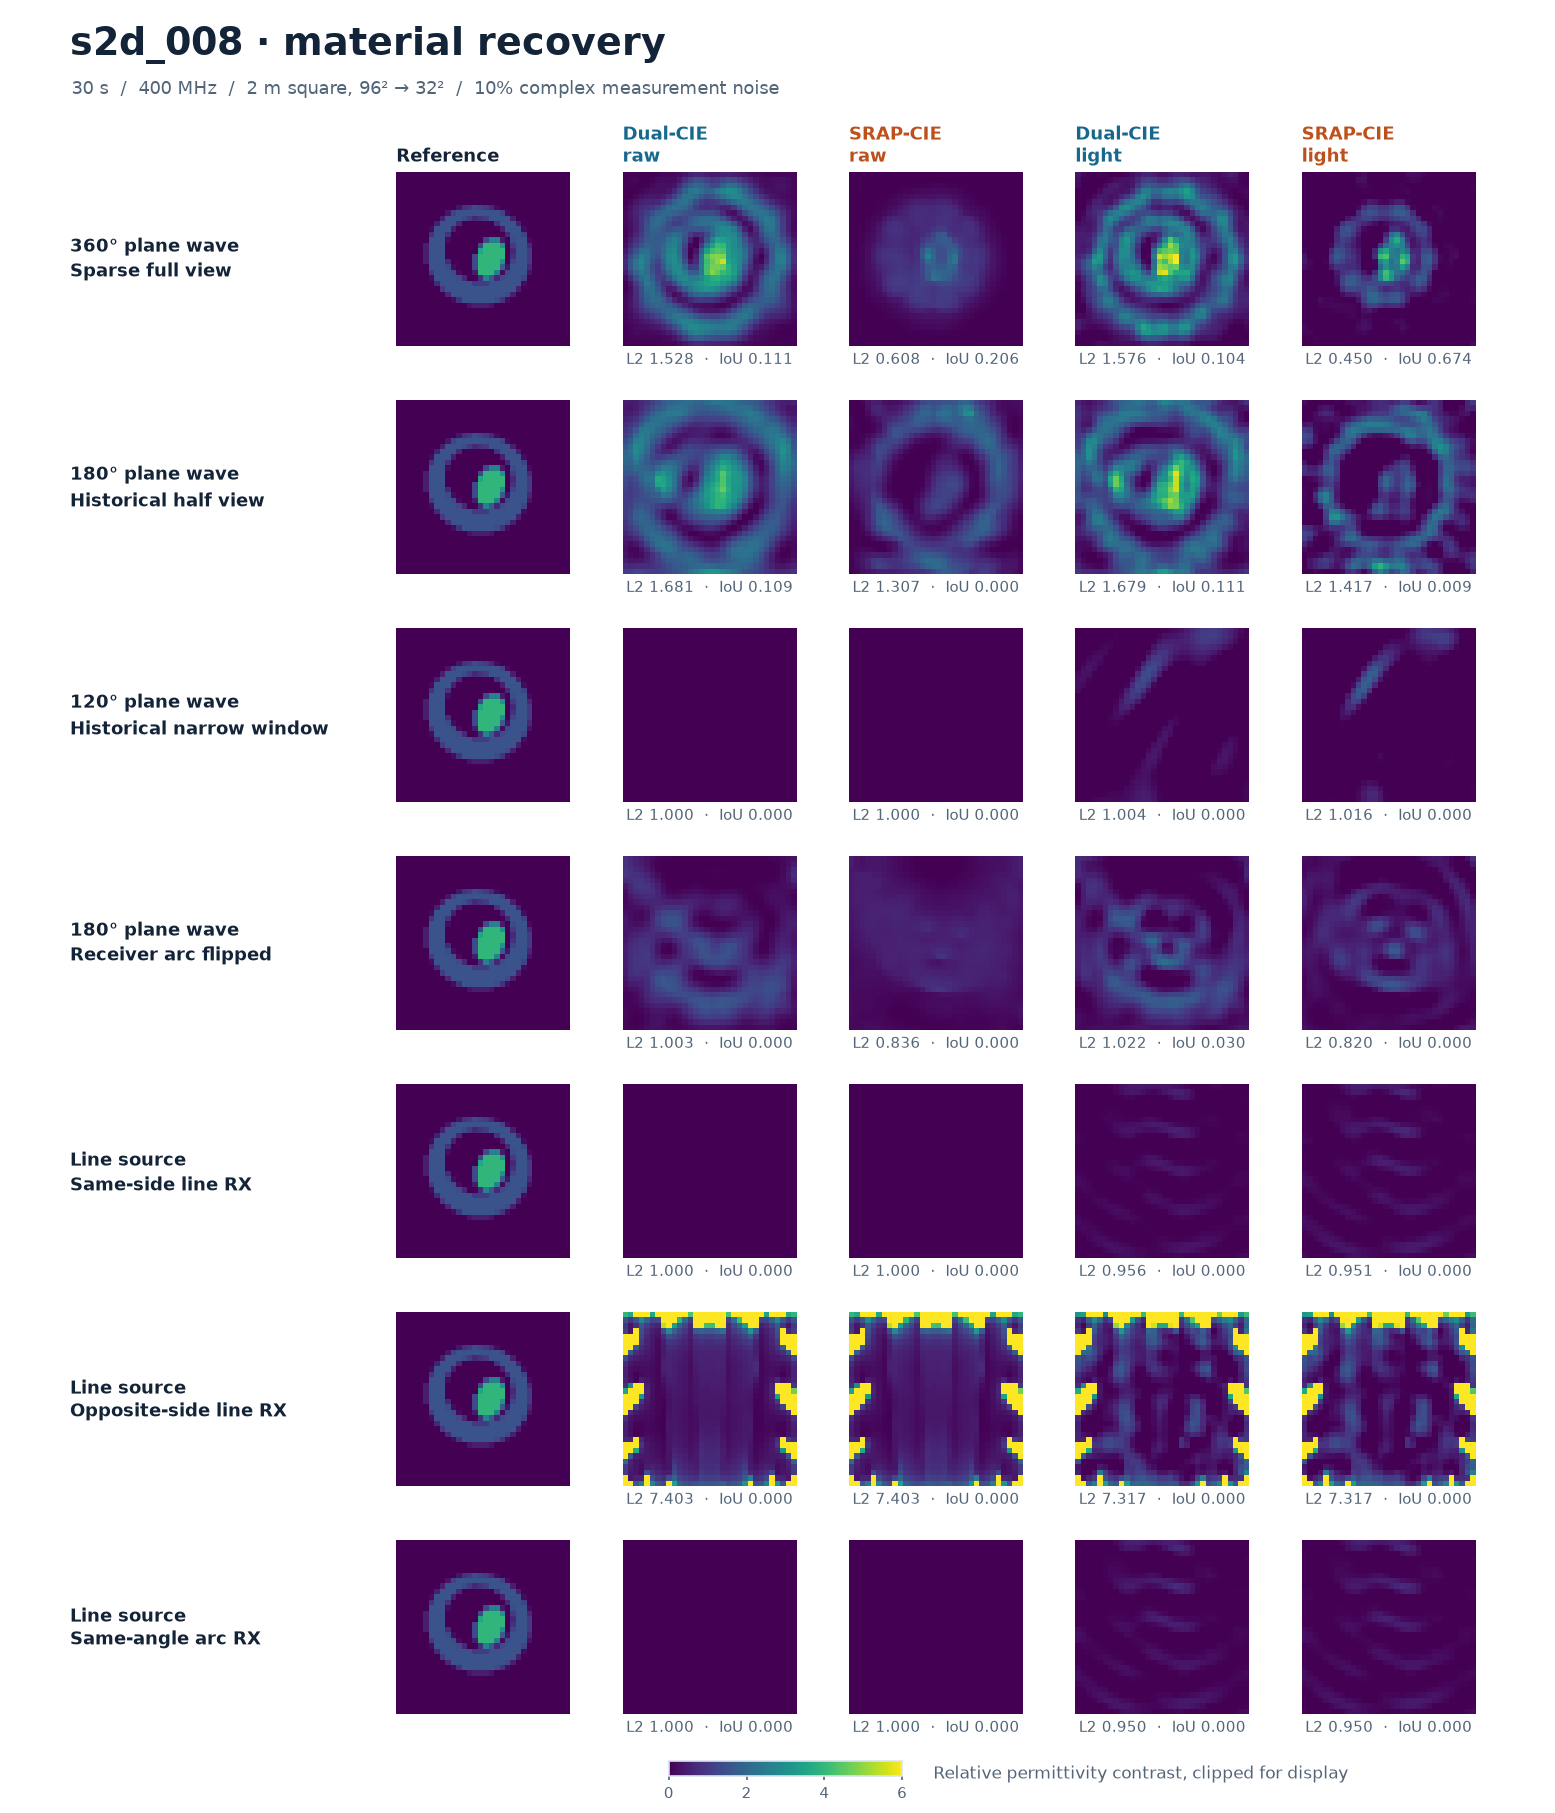 s2d_008 · material recovery
30 s / 400 MHz / 2 m square, 96² → 32² / 10% complex measurement noise
Reference
Dual-CIE
raw
SRAP-CIE
raw
Dual-CIE
light
SRAP-CIE
light
360° plane wave
Sparse full view
L2 1.528 · IoU 0.111
L2 0.608 · IoU 0.206
L2 1.576 · IoU 0.104
L2 0.450 · IoU 0.674
180° plane wave
Historical half view
L2 1.681 · IoU 0.109
L2 1.307 · IoU 0.000
L2 1.679 · IoU 0.111
L2 1.417 · IoU 0.009
120° plane wave
Historical narrow window
L2 1.000 · IoU 0.000
L2 1.000 · IoU 0.000
L2 1.004 · IoU 0.000
L2 1.016 · IoU 0.000
180° plane wave
Receiver arc flipped
L2 1.003 · IoU 0.000
L2 0.836 · IoU 0.000
L2 1.022 · IoU 0.030
L2 0.820 · IoU 0.000
Line source
Same-side line RX
L2 1.000 · IoU 0.000
L2 1.000 · IoU 0.000
L2 0.956 · IoU 0.000
L2 0.951 · IoU 0.000
Line source
Opposite-side line RX
L2 7.403 · IoU 0.000
L2 7.403 · IoU 0.000
L2 7.317 · IoU 0.000
L2 7.317 · IoU 0.000
Line source
Same-angle arc RX
L2 1.000 · IoU 0.000
L2 1.000 · IoU 0.000
L2 0.950 · IoU 0.000
L2 0.950 · IoU 0.000
0 2 4 6
Relative permittivity contrast, clipped for display